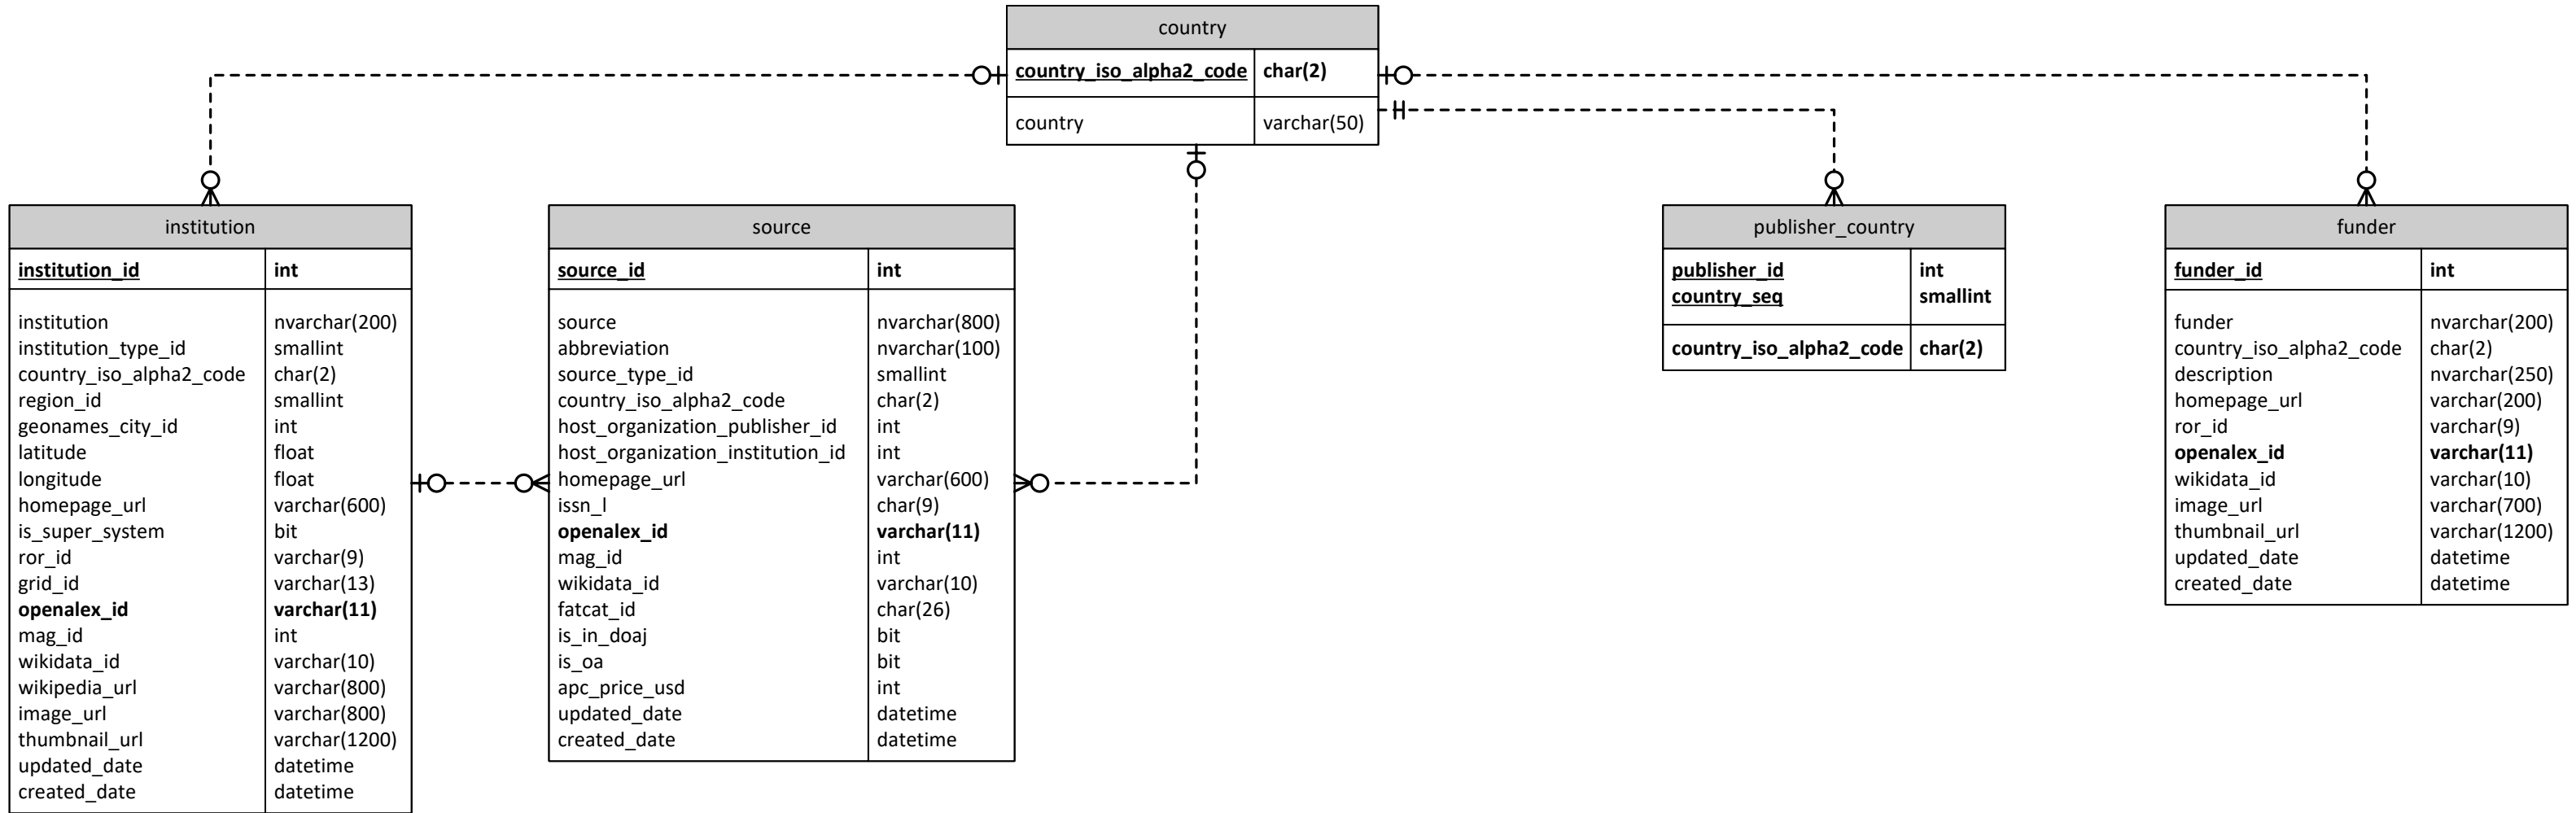 country
country_iso_alpha2_code char(2)
country varchar(50)
institution
institution_id int
institution nvarchar(200)
institution_type_id smallint
country_iso_alpha2_code char(2)
region_id smallint
geonames_city_id int
latitude float
longitude float
homepage_url varchar(600)
is_super_system bit
ror_id varchar(9)
grid_id varchar(13)
openalex_id varchar(11)
mag_id int
wikidata_id varchar(10)
wikipedia_url varchar(800)
image_url varchar(800)
thumbnail_url varchar(1200)
updated_date datetime
created_date datetime
source
source_id int
source nvarchar(800)
abbreviation nvarchar(100)
source_type_id smallint
country_iso_alpha2_code char(2)
host_organization_publisher_id int
host_organization_institution_id int
homepage_url varchar(600)
issn_l char(9)
openalex_id varchar(11)
mag_id int
wikidata_id varchar(10)
fatcat_id char(26)
is_in_doaj bit
is_oa bit
apc_price_usd int
updated_date datetime
created_date datetime
publisher_country
publisher_id int
country_seq smallint
country_iso_alpha2_code char(2)
funder
funder_id int
funder nvarchar(200)
country_iso_alpha2_code char(2)
description nvarchar(250)
homepage_url varchar(200)
ror_id varchar(9)
openalex_id varchar(11)
wikidata_id varchar(10)
image_url varchar(700)
thumbnail_url varchar(1200)
updated_date datetime
created_date datetime